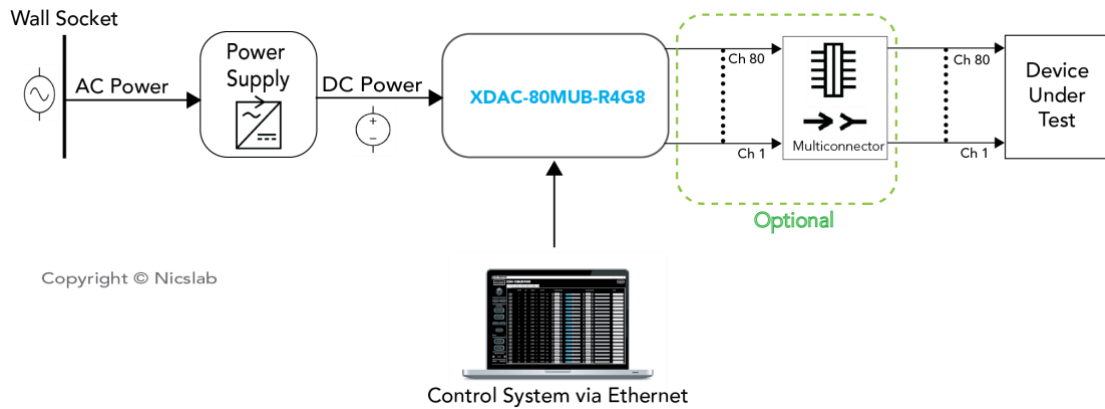 Wall Socket
AC Power
Power
Supply
DC Power
XDAC-80MUB-R4G8
Ch 80
Ch 1
Multiconnector
Ch 80
Ch 1
Device
Under
Test
Optional
Copyright © Nicslab
Control System via Ethernet